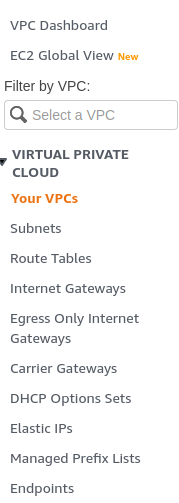 VPC Dashboard
EC2 Global View New
Filter by VPC:
Select a VPC
VIRTUAL PRIVATE
CLOUD
Your VPCs
Subnets
Route Tables
Internet Gateways
Egress Only Internet
Gateways
Carrier Gateways
DHCP Options Sets
Elastic IPs
Managed Prefix Lists
Endpoints